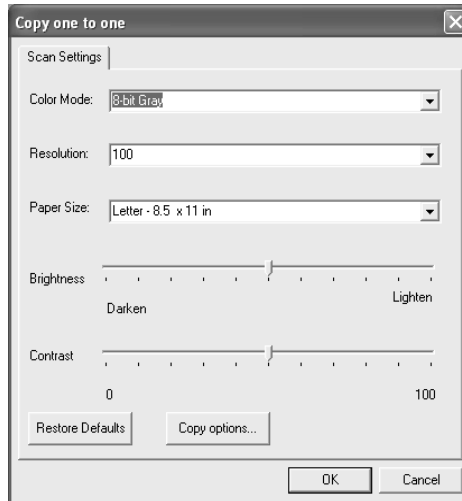 Copy one to one
Scan Settings
Color Mode: 8-bit Gray
Resolution: 100
Paper Size: Letter - 8.5 x 11 in
Brightness
Darken Lighten
Contrast
0 100
Restore Defaults Copy options...
OK Cancel